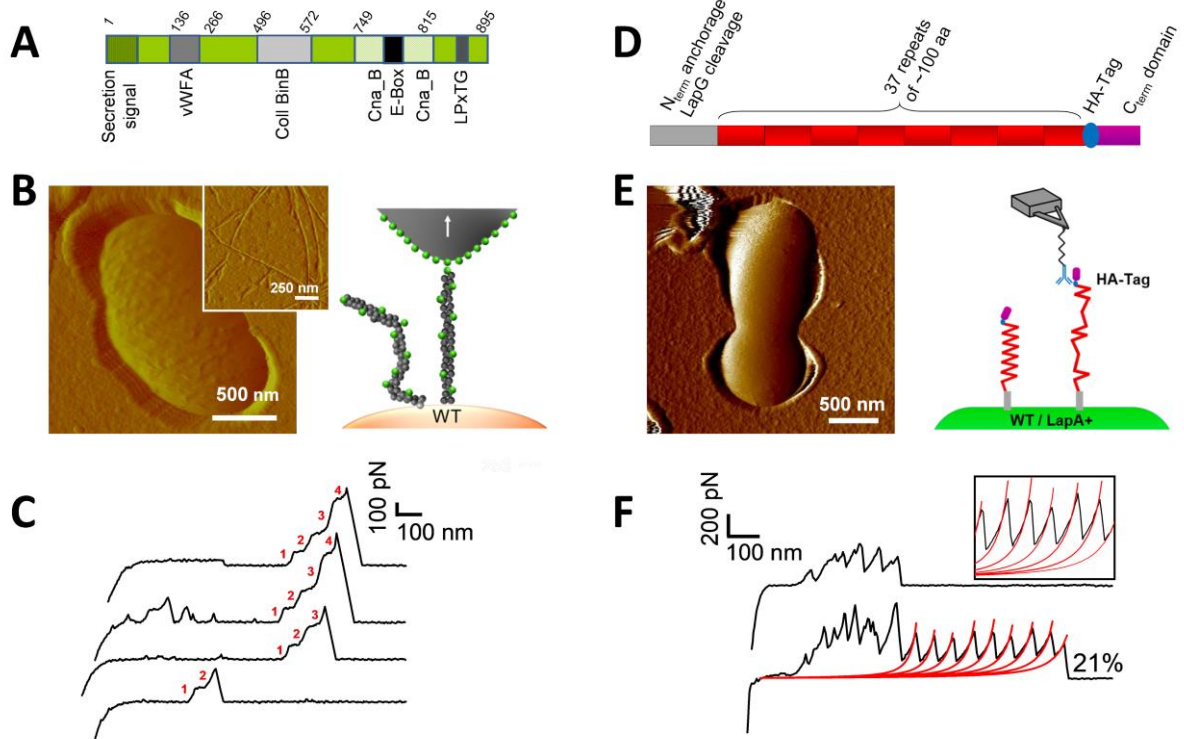 A
1
136
266
496
572
749
815
895
Secretion
signal
vWFA
Coll BinB
Cna_B
E-Box
Cna_B
LPxTG
B
250 nm
500 nm
WT
C
100 pN
100 nm
1
2
3
4
1
2
3
4
1
2
3
1
2
D
Nterm anchorage
LapG cleavage
37 repeats
of ~100 aa
HA-Tag
Cterm domain
E
500 nm
HA-Tag
WT / LapA+
F
200 pN
100 nm
21%